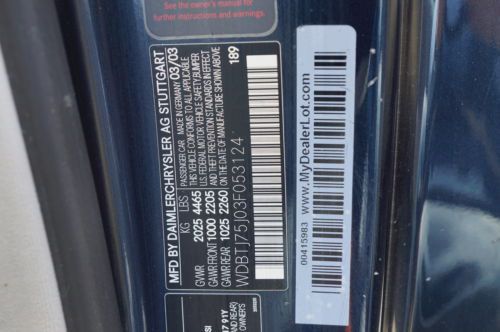 See the owner's manual for
further instructions and warnings.
MFD BY DAIMLERCHRYSLER AG STUTTGART
KG LBS PASSENGER CAR MADE IN GERMANY 03/03
GVWR 2025 4465 THIS VEHICLE CONFORMS TO ALL APPLICABLE
GAWR FRONT 1000 2205 U.S. FEDERAL MOTOR VEHICLE SAFETY, BUMPER
GAWR REAR 1025 2260 AND THEFT PREVENTION STANDARDS IN EFFECT
ON THE DATE OF MANUFACTURE SHOWN ABOVE
WDBTJ75J03F053124 189
www.MyDealerLot.com
00415983